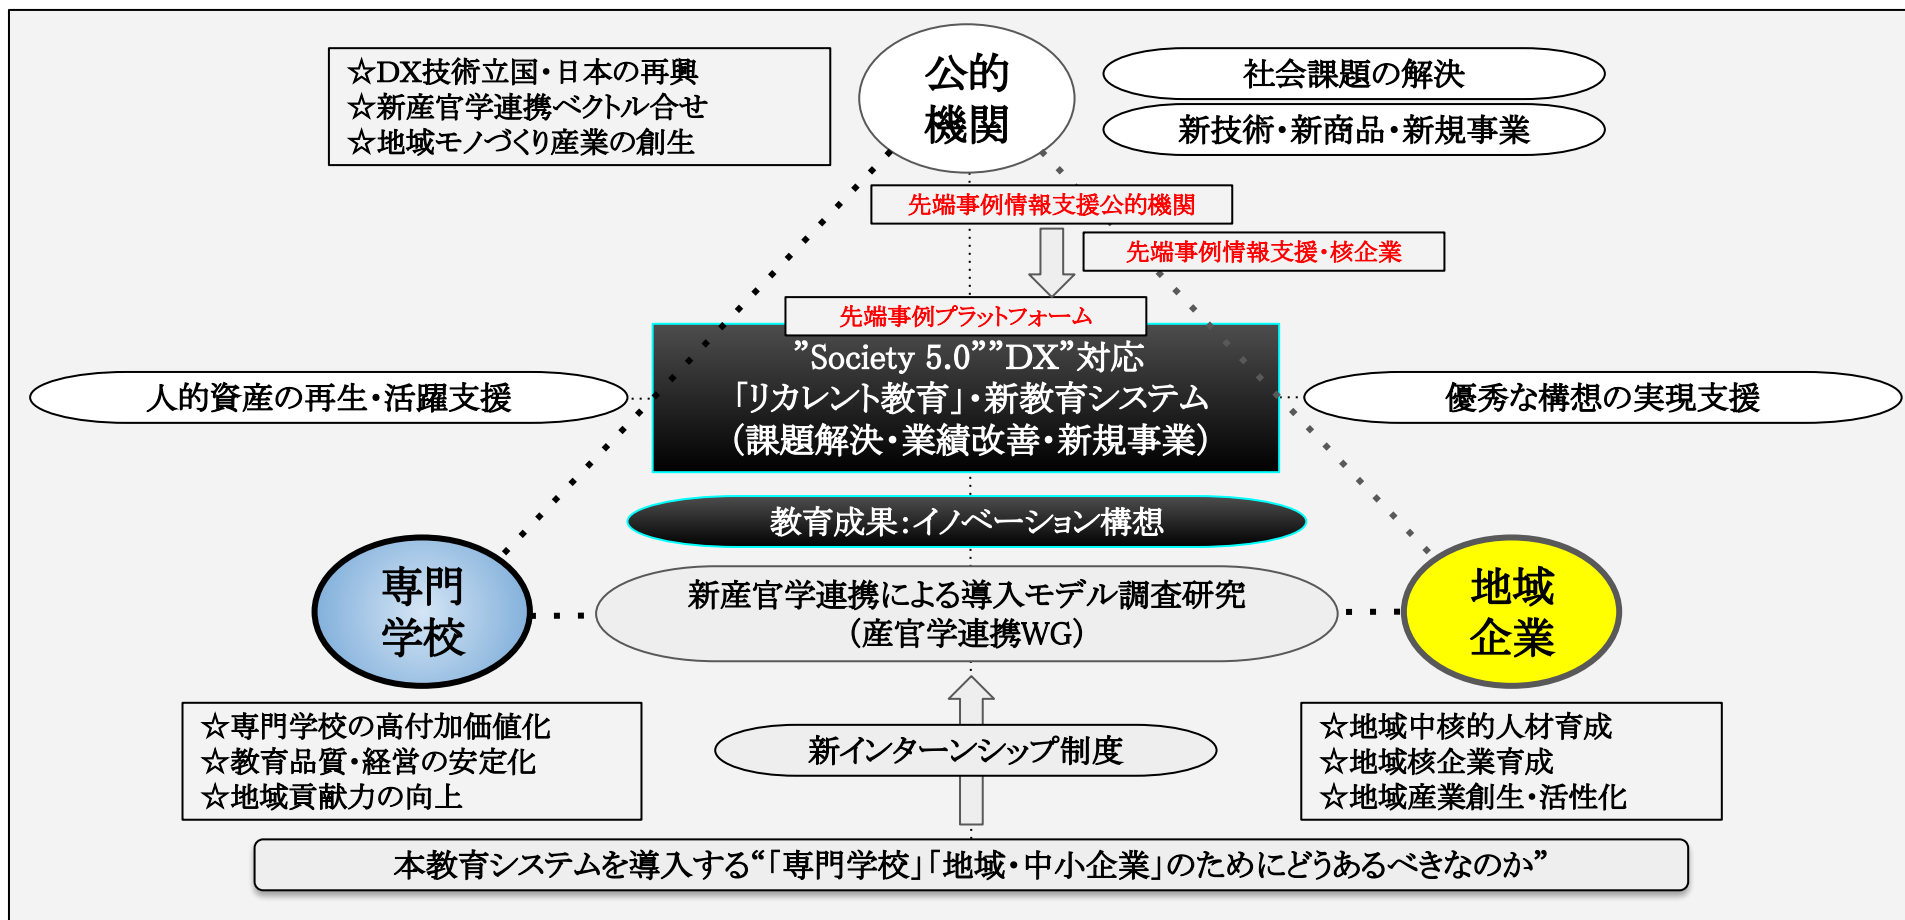 ☆DX技術立国・日本の再興
☆新産官学連携ベクトル合せ
☆地域モノづくり産業の創生
公的
機関
社会課題の解決
新技術・新商品・新規事業
先端事例情報支援公的機関
先端事例情報支援・核企業
先端事例プラットフォーム
”Society 5.0””DX”対応
「リカレント教育」・新教育システム
（課題解決・業績改善・新規事業）
人的資産の再生・活躍支援
優秀な構想の実現支援
教育成果：イノベーション構想
専門
学校
新産官学連携による導入モデル調査研究
（産官学連携WG）
地域
企業
☆専門学校の高付加価値化
☆教育品質・経営の安定化
☆地域貢献力の向上
新インターンシップ制度
☆地域中核的人材育成
☆地域核企業育成
☆地域産業創生・活性化
本教育システムを導入する“「専門学校」「地域・中小企業」のためにどうあるべきなのか”